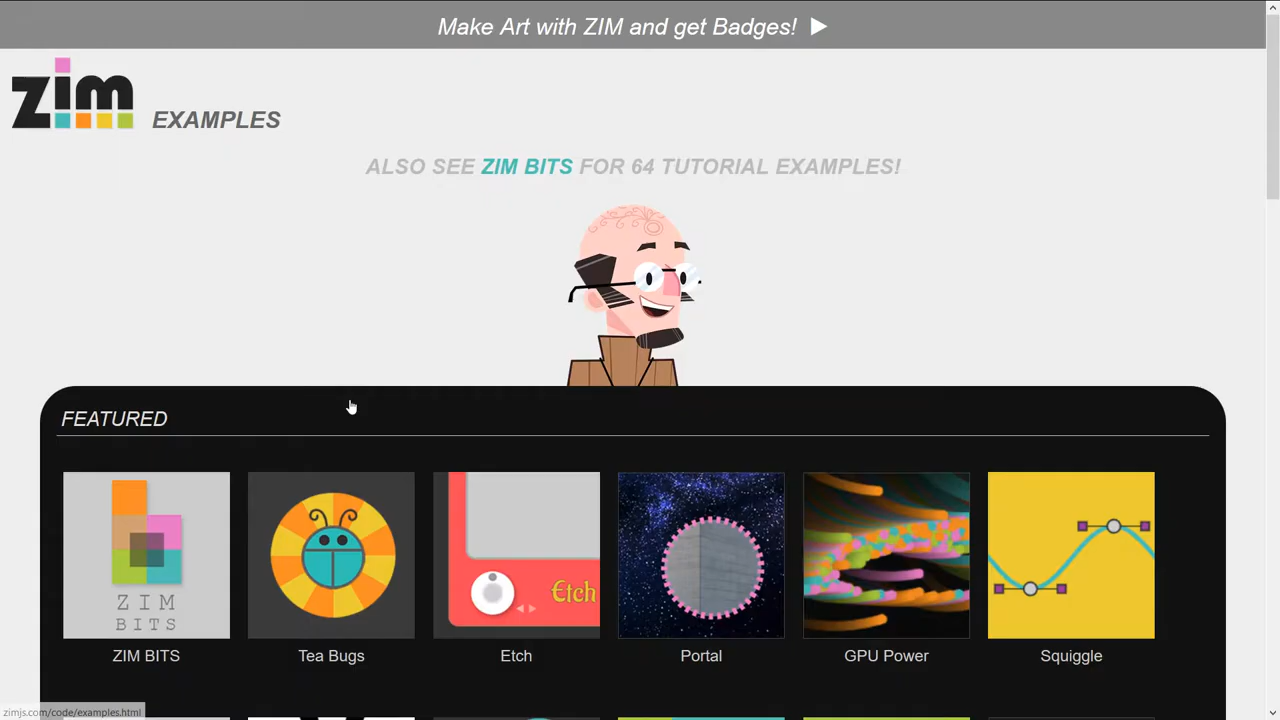 Make Art with ZIM and get Badges!
zim EXAMPLES
ALSO SEE ZIM BITS FOR 64 TUTORIAL EXAMPLES!
FEATURED
ZIM
BITS
Etch
ZIM BITS
Tea Bugs
Etch
Portal
GPU Power
Squiggle
zimjs.com/code/examples.html